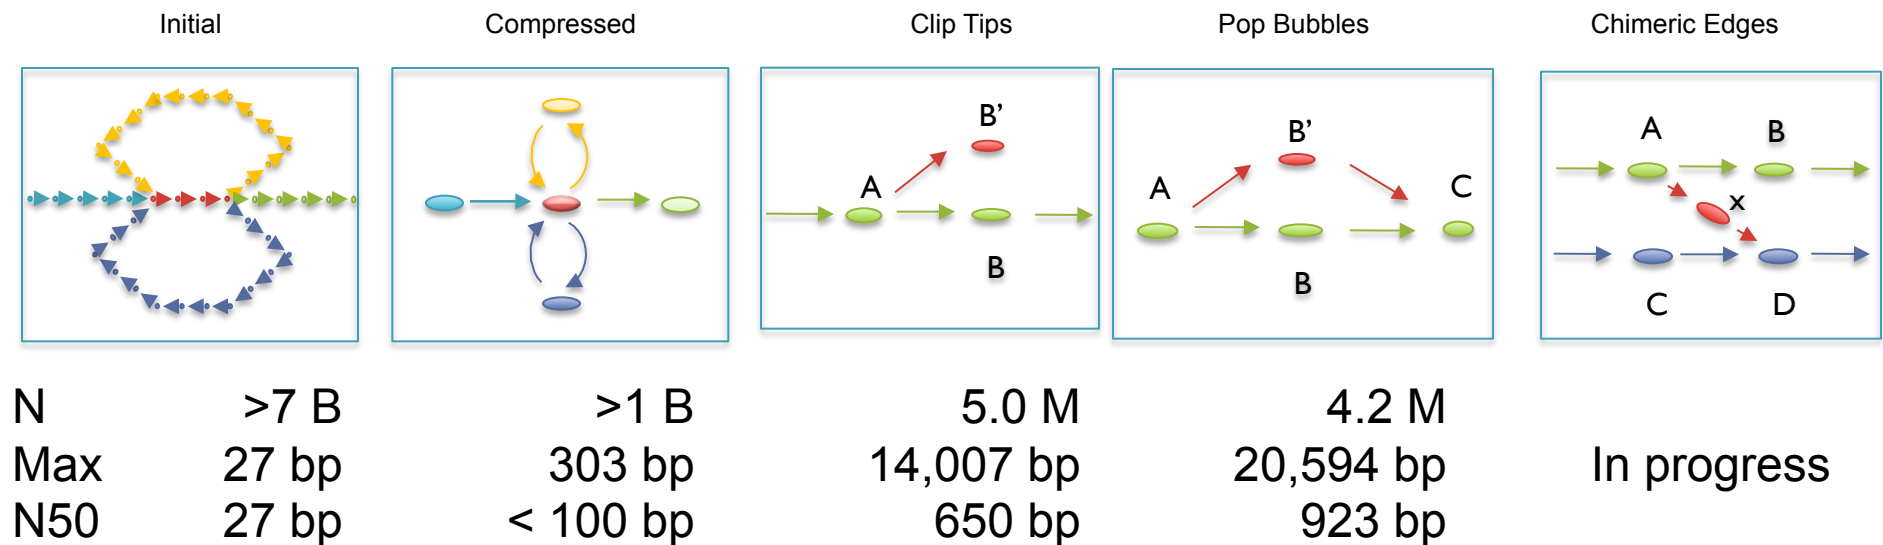 Initial Compressed Clip Tips Pop Bubbles Chimeric Edges
B'
A
B
A
B'
C
B
A B
x
C D
N >7 B >1 B 5.0 M 4.2 M
Max 27 bp 303 bp 14,007 bp 20,594 bp In progress
N50 27 bp < 100 bp 650 bp 923 bp